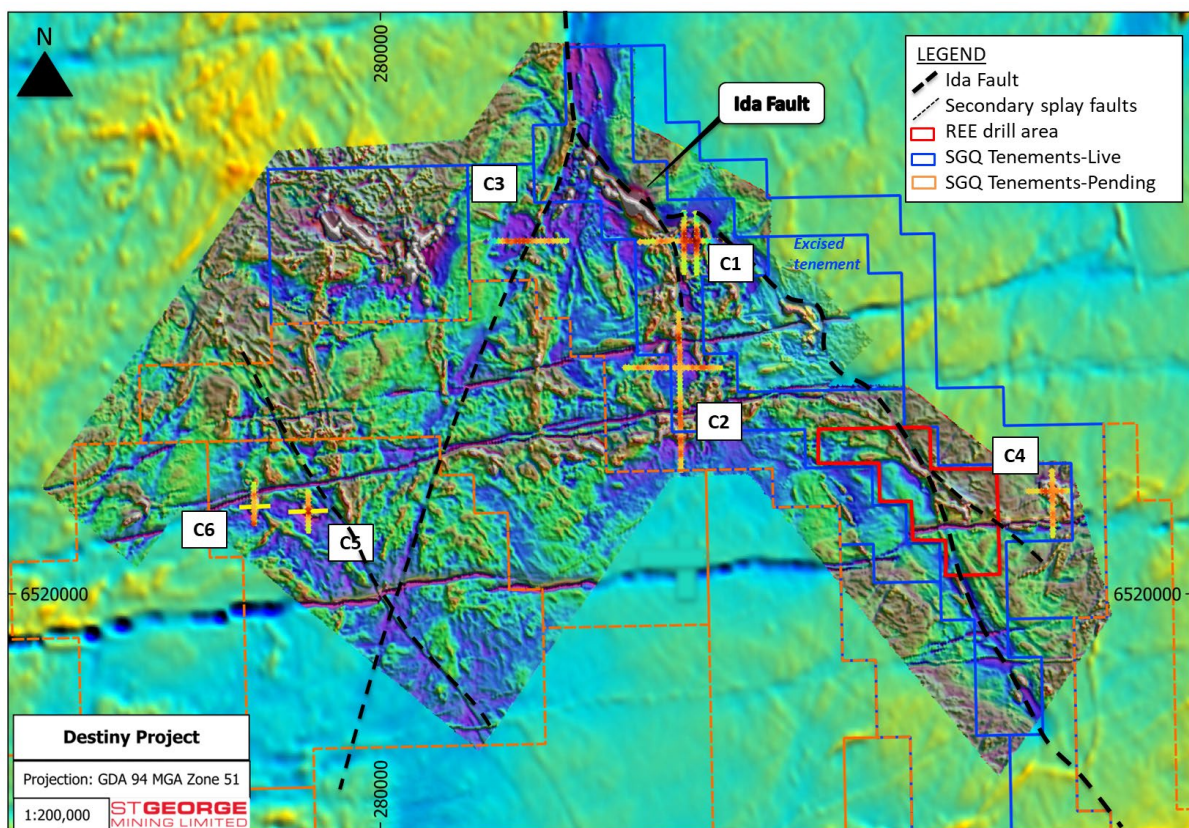 N
280000
LEGEND
Ida Fault
Secondary splay faults
REE drill area
SGQ Tenements-Live
SGQ Tenements-Pending
Ida Fault
C3
C1
Excised
tenement
C2
C4
C6
C5
6520000
6520000
280000
Destiny Project
Projection: GDA 94 MGA Zone 51
1:200,000
ST GEORGE
MINING LIMITED